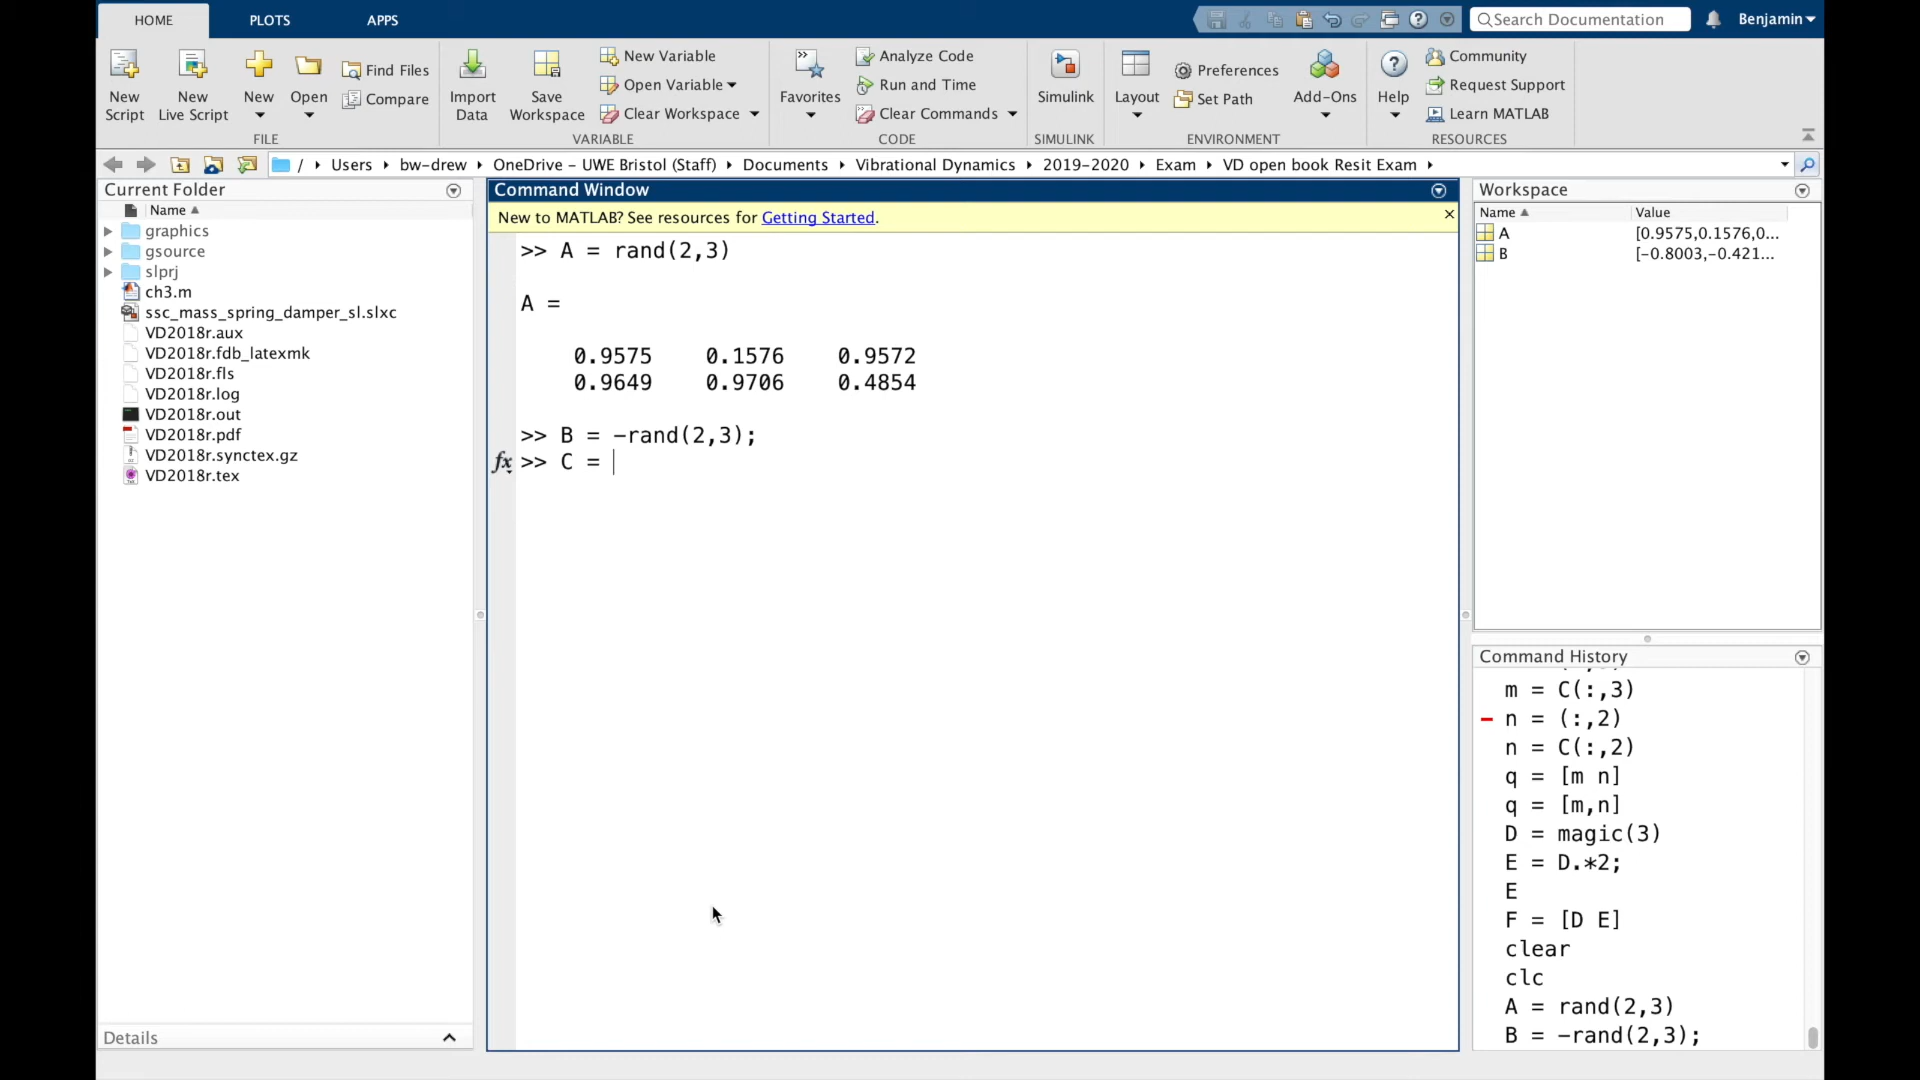 HOME PLOTS APPS
Search Documentation Benjamin
New Script
New Live Script
New
Open
Find Files
Compare
FILE
Import Data
Save Workspace
New Variable
Open Variable
Clear Workspace
VARIABLE
Favorites
Analyze Code
Run and Time
Clear Commands
CODE
Simulink
SIMULINK
Layout
Preferences
Set Path
Add-Ons
ENVIRONMENT
Help
Community
Request Support
Learn MATLAB
RESOURCES
/ Users bw-drew OneDrive – UWE Bristol (Staff) Documents Vibrational Dynamics 2019-2020 Exam VD open book Resit Exam
Current Folder
Name
graphics
gsource
slprj
ch3.m
ssc_mass_spring_damper_sl.slxc
VD2018r.aux
VD2018r.fdb_latexmk
VD2018r.fls
VD2018r.log
VD2018r.out
VD2018r.pdf
VD2018r.synctex.gz
VD2018r.tex
Details
Command Window
New to MATLAB? See resources for Getting Started.
>> A = rand(2,3)
A =
0.9575 0.1576 0.9572
0.9649 0.9706 0.4854
>> B = -rand(2,3);
fx >> C =
Workspace
Name Value
A [0.9575,0.1576,0...
B [-0.8003,-0.421...
Command History
m = C(:,3)
n = (:,2)
n = C(:,2)
q = [m n]
q = [m,n]
D = magic(3)
E = D.*2;
E
F = [D E]
clear
clc
A = rand(2,3)
B = -rand(2,3);